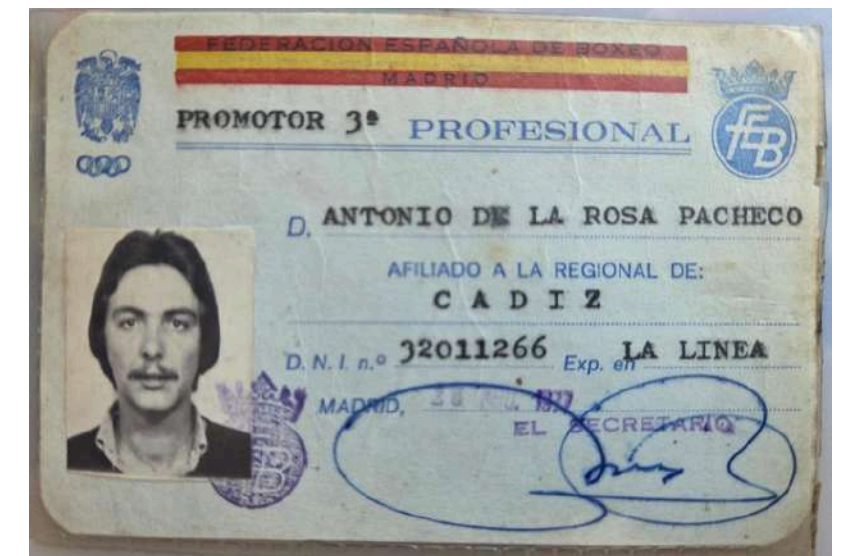 FEDERACION ESPAÑOLA DE BOXEO
MADRID
PROMOTOR 3ª PROFESIONAL
FEB
D. ANTONIO DE LA ROSA PACHECO
AFILIADO A LA REGIONAL DE:
CADIZ
D. N. I. n.º 32011266 Exp. en LA LINEA
MADRID, 1977
EL SECRETARIO